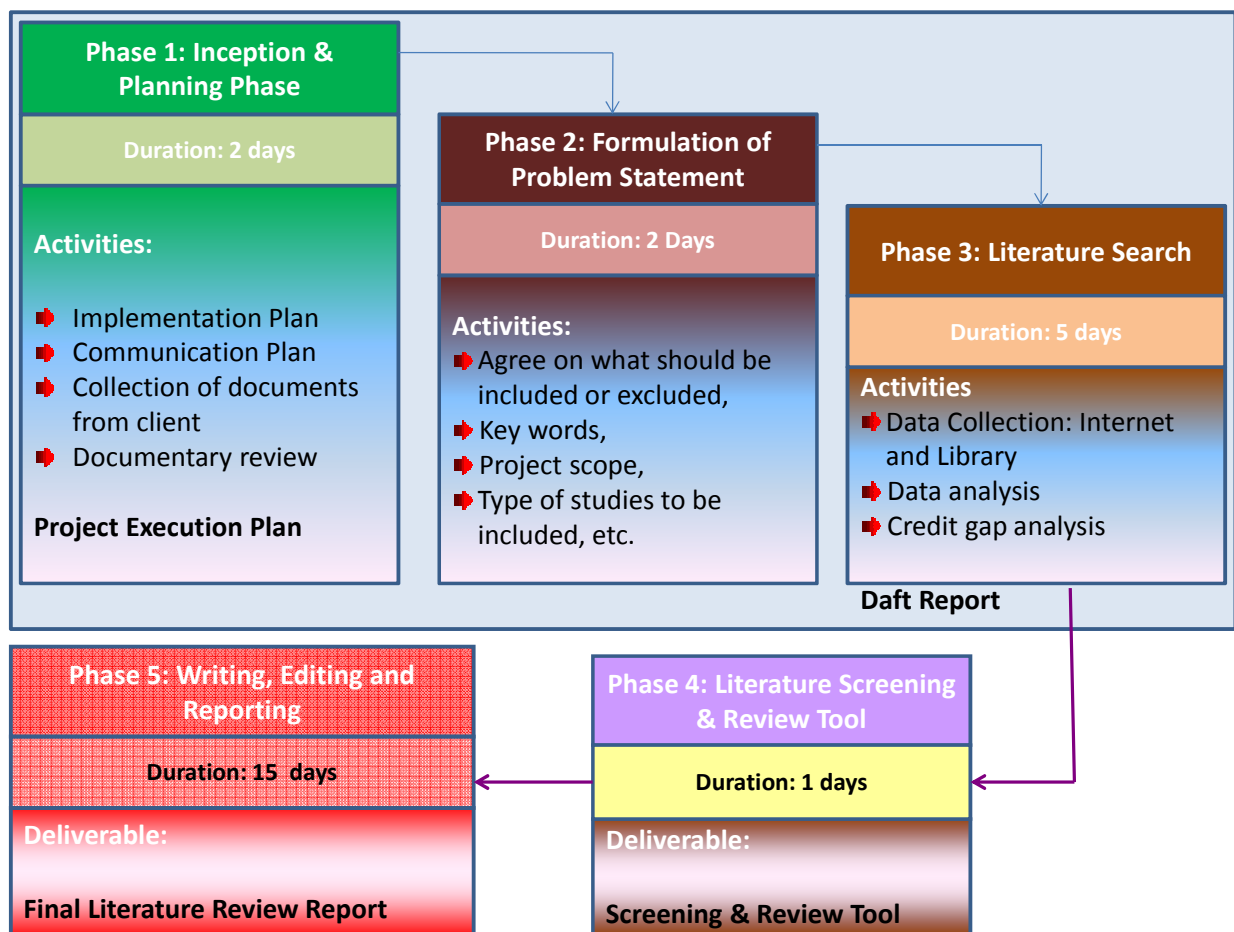 Phase 1: Inception &
Planning Phase
Duration: 2 days
Activities:
Implementation Plan
Communication Plan
Collection of documents
from client
Documentary review
Project Execution Plan
Phase 2: Formulation of
Problem Statement
Duration: 2 Days
Activities:
Agree on what should be
included or excluded,
Key words,
Project scope,
Type of studies to be
included, etc.
Phase 3: Literature Search
Duration: 5 days
Activities
Data Collection: Internet
and Library
Data analysis
Credit gap analysis
Daft Report
Phase 4: Literature Screening
& Review Tool
Duration: 1 days
Deliverable:
Screening & Review Tool
Phase 5: Writing, Editing and
Reporting
Duration: 15 days
Deliverable:
Final Literature Review Report